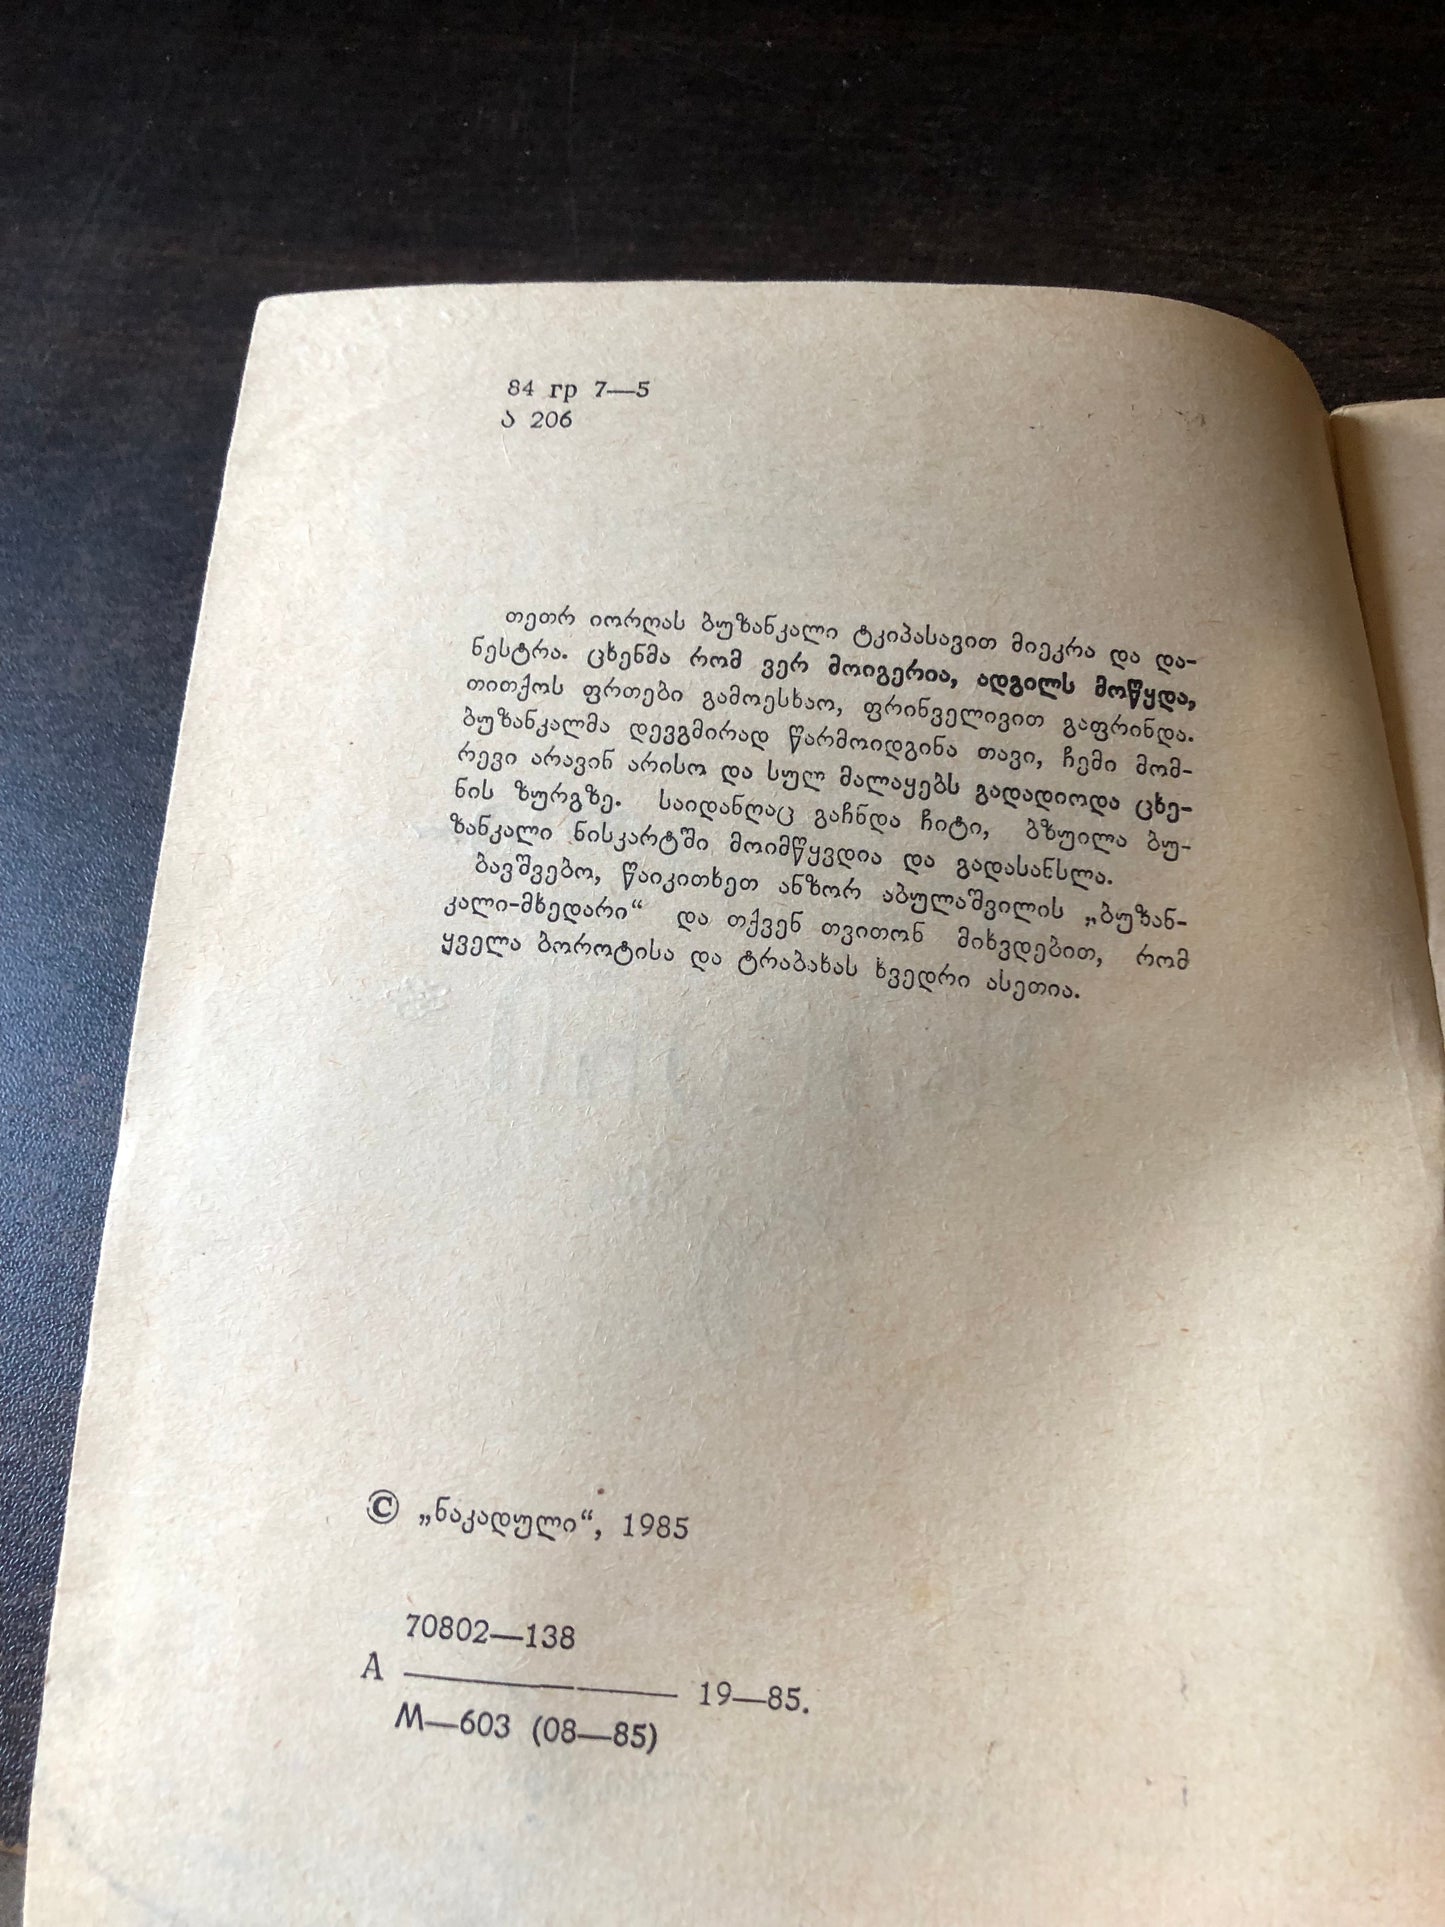 84 гр 7—5
ა 206
თეთრ იორღას ბუზანკალი ტკიპასავით მიეკრა და და-
ნესტრა. ცხენმა რომ ვერ მოიგერია, ადგილს მოწყდა,
თითქოს ფრთები გამოესხაო, ფრინველივით გაფრინდა.
ბუზანკალმა დევგმირად წარმოიდგინა თავი, ჩემი მომ-
რევი არავინ არისო და სულ მალაყებს გადადიოდა ცხე-
ნის ზურგზე. საიდანღაც გაჩნდა ჩიტი, ბზუილა ბუ-
ზანკალი ნისკარტში მოიმწყვდია და გადასანსლა.
ბავშვებო, წაიკითხეთ ანზორ აბულაშვილის „ბუზან-
კალი-მხედარი“ და თქვენ თვითონ მიხვდებით, რომ
ყველა ბოროტისა და ტრაბახას ხვედრი ასეთია.
© „ნაკადული“, 1985
70802—138
А ———— 19—85.
М—603 (08—85)